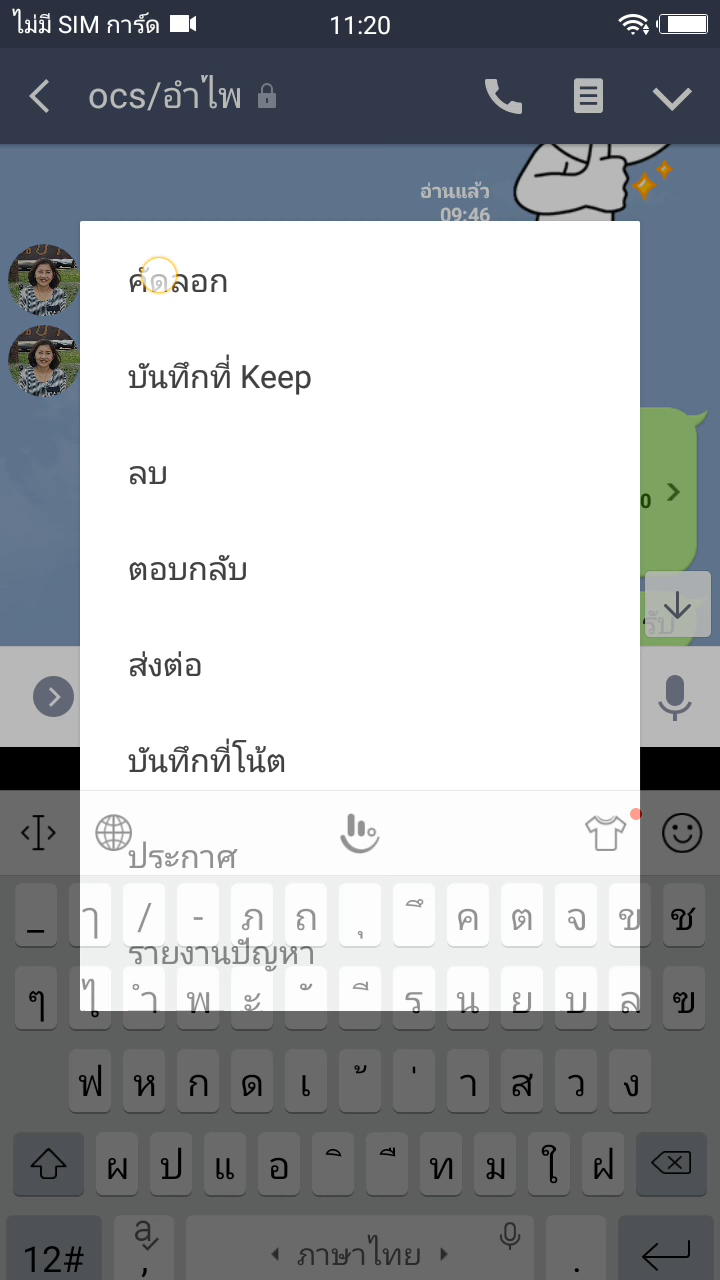 ไม่มี SIM การ์ด 11:20
ocs/อำไพ
อ่านแล้ว
09:46
คัดลอก
บันทึกที่ Keep
ลบ
0
ตอบกลับ
รับ
ส่งต่อ
บันทึกที่โน้ต
ประกาศ
_ ๅ / - ภ ถ ุ ึ ค ต จ ข ช
รายงานปัญหา
ๆ ไ ำ พ ะ ั ี ร น ย บ ล ฃ
ฟ ห ก ด เ ้ ่ า ส ว ง
ผ ป แ อ ิ ื ท ม ใ ฝ
12# a , ภาษาไทย .